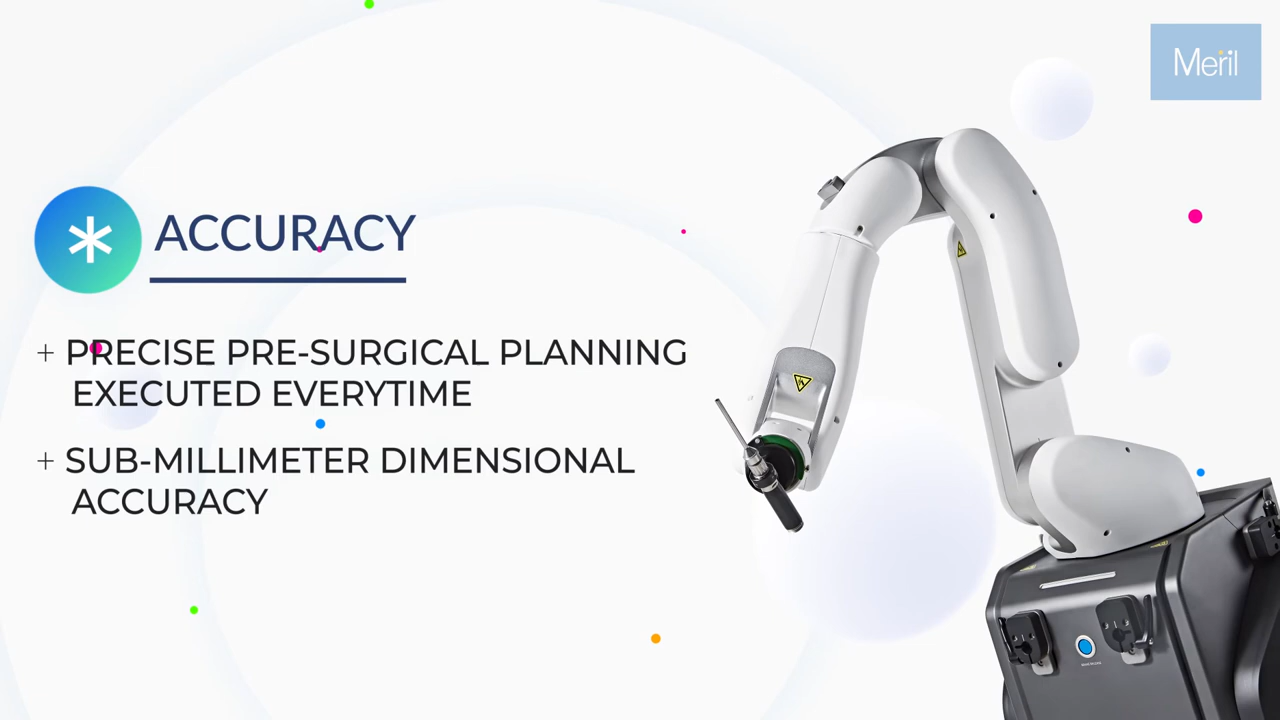 Meril
* ACCURACY
+ PRECISE PRE-SURGICAL PLANNING
EXECUTED EVERYTIME
+ SUB-MILLIMETER DIMENSIONAL
ACCURACY